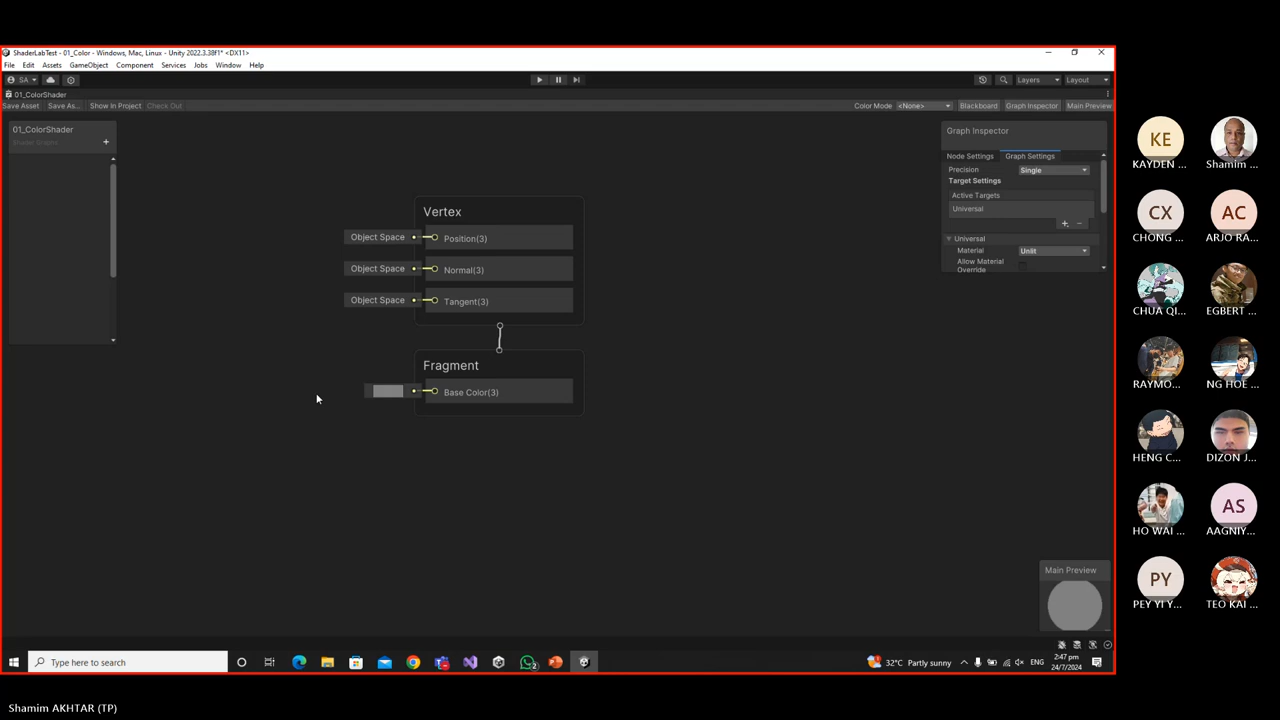 ShaderLabTest - 01_Color - Windows, Mac, Linux - Unity 2022.3.38f1* <DX11>
File Edit Assets GameObject Component Services Jobs Window Help
SA Layers Layout
01_ColorShader
Save Asset Save As... Show In Project Check Out Color Mode <None> Blackboard Graph Inspector Main Preview
01_ColorShader
Shader Graphs
Graph Inspector
Node Settings Graph Settings
Precision Single
Target Settings
Active Targets
Universal
Universal
Material Unlit
Allow Material
Override
Vertex
Object Space Position(3)
Object Space Normal(3)
Object Space Tangent(3)
Fragment
Base Color(3)
Main Preview
Type here to search
2
32°C Partly sunny
ENG
2:47 pm
24/7/2024
KE
KAYDEN ...
Shamim ...
CX
CHONG ...
AC
ARJO RA...
CHUA QI...
EGBERT ...
RAYMO...
NG HOE ...
HENG C...
DIZON J...
HO WAI ...
AS
AAGNIY...
PY
PEY YI Y...
TEO KAI ...
Shamim AKHTAR (TP)